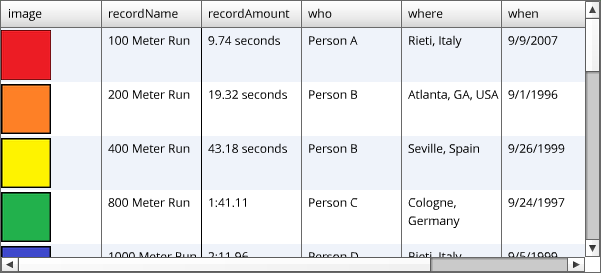 image recordName recordAmount who where when
100 Meter Run 9.74 seconds Person A Rieti, Italy 9/9/2007
200 Meter Run 19.32 seconds Person B Atlanta, GA, USA 9/1/1996
400 Meter Run 43.18 seconds Person B Seville, Spain 9/26/1999
800 Meter Run 1:41.11 Person C Cologne, 9/24/1997
Germany
1000 Meter Run 2:11.96 Person D Rieti, Italy 9/5/1999